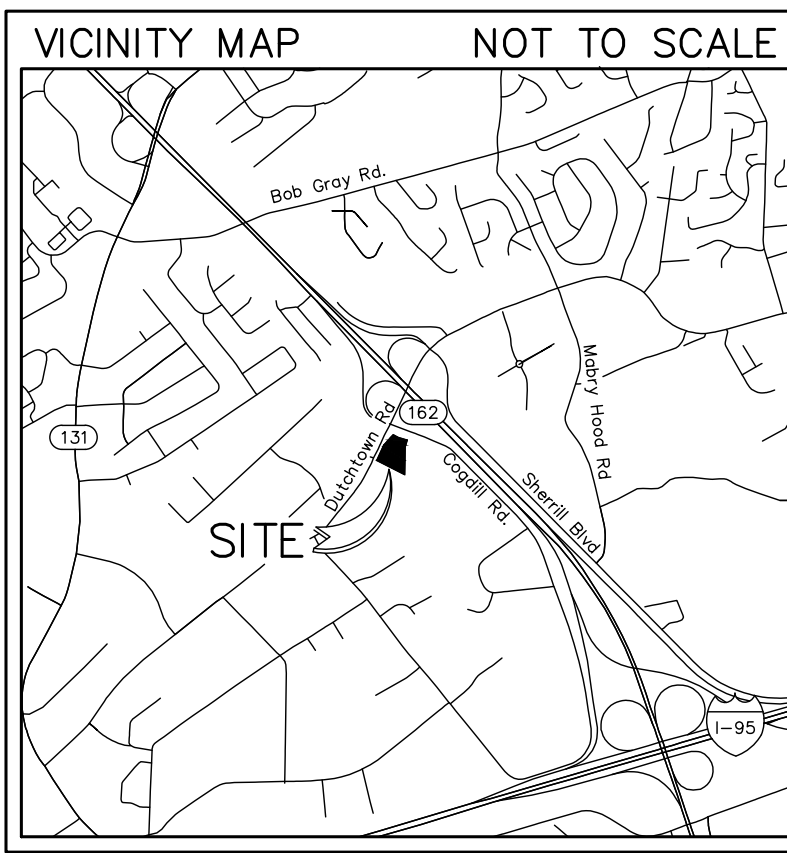 VICINITY MAP
NOT TO SCALE
Bob Gray Rd.
Mabry Hood Rd
162
131
Dutchtown Rd
Cogdill Rd.
Sherrill Blvd
SITE
I-95